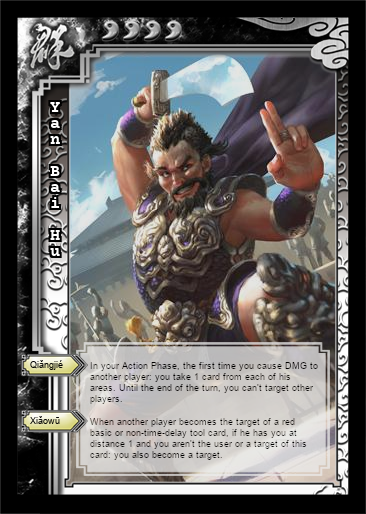 群
Yan Bai Hu
Qiǎngjié
In your Action Phase, the first time you cause DMG to
another player: you take 1 card from each of his
areas. Until the end of the turn, you can't target other
players.
Xiǎowū
When another player becomes the target of a red
basic or non-time-delay tool card, if he has you at
distance 1 and you aren't the user or a target of this
card: you also become a target.